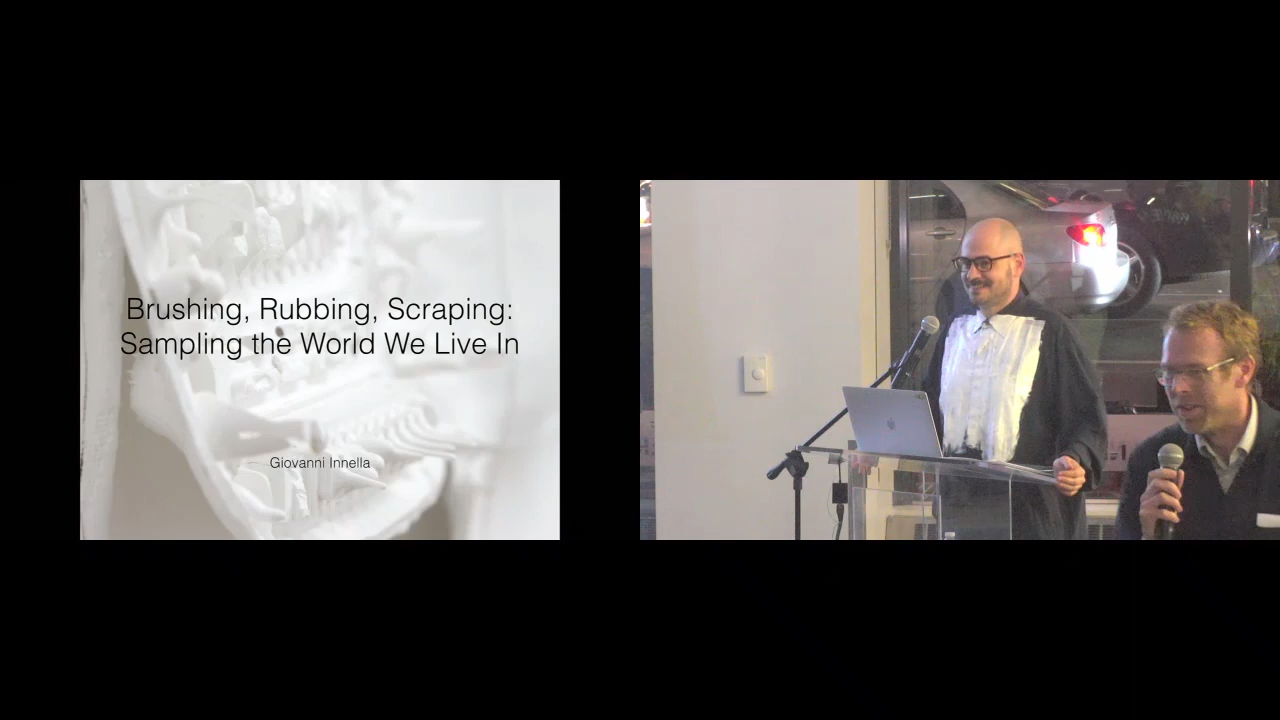 Brushing, Rubbing, Scraping:
Sampling the World We Live In
Giovanni Innella